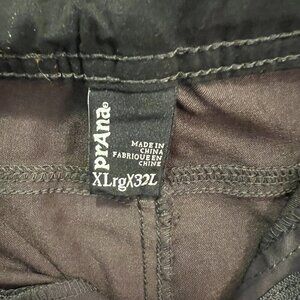 prAna®
MADE IN
CHINA
FABRIQUE EN
CHINE
XLrgX32L